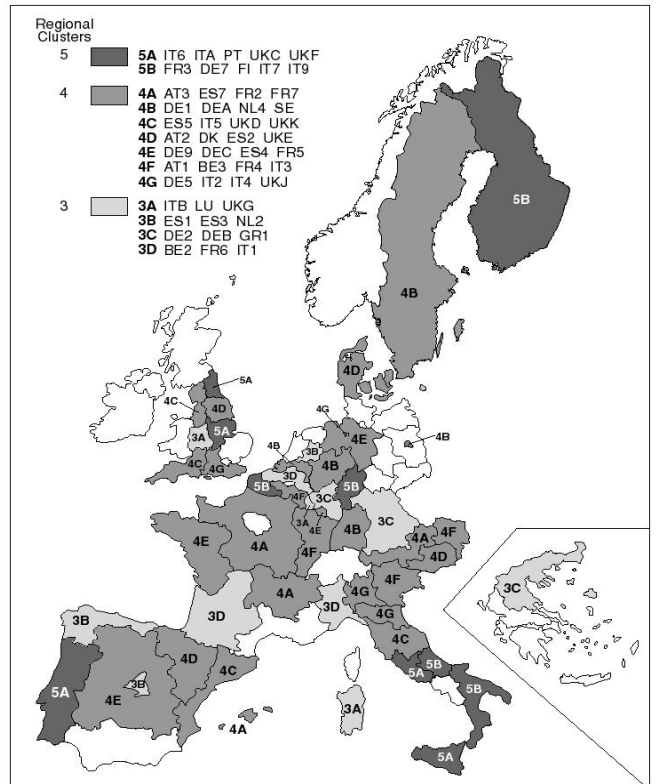 Regional
Clusters
5
5A IT6 ITA PT UKC UKF
5B FR3 DE7 FI IT7 IT9
4
4A AT3 ES7 FR2 FR7
4B DE1 DEA NL4 SE
4C ES5 IT5 UKD UKK
4D AT2 DK ES2 UKE
4E DE9 DEC ES4 FR5
4F AT1 BE3 FR4 IT3
4G DE5 IT2 IT4 UKJ
3
3A ITB LU UKG
3B ES1 ES3 NL2
3C DE2 DEB GR1
3D BE2 FR6 IT1
5B
4B
4D
5A
4C
4D
4G
5A
4E
4B
3A
4B
3B
4B
4C
4G
3D
5B
5B
4F
3C
3C
3A
4E
4B
4F
4E
4A
4A
4D
4F
4F
3C
4A
3D
4G
3D
4G
3B
4C
4D
4C
5B
5A
5A
3B
5B
4E
3A
4A
5A